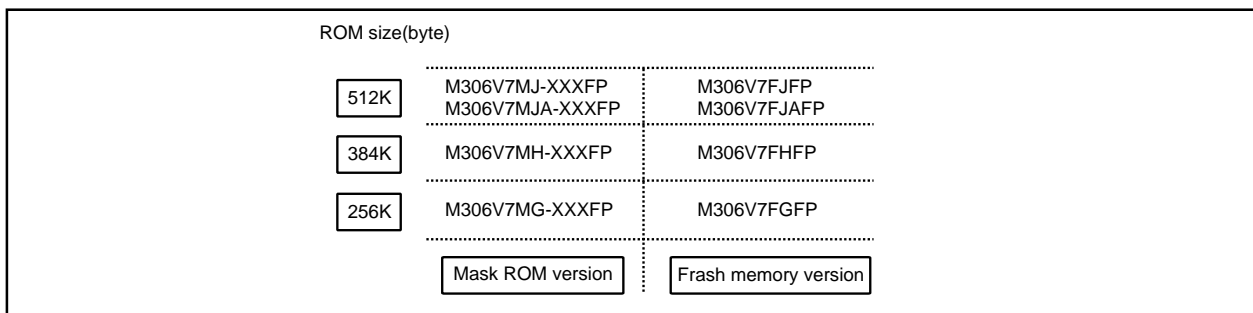 ROM size(byte)
512K M306V7MJ-XXXFP M306V7FJFP
M306V7MJA-XXXFP M306V7FJAFP
384K M306V7MH-XXXFP M306V7FHFP
256K M306V7MG-XXXFP M306V7FGFP
Mask ROM version Frash memory version